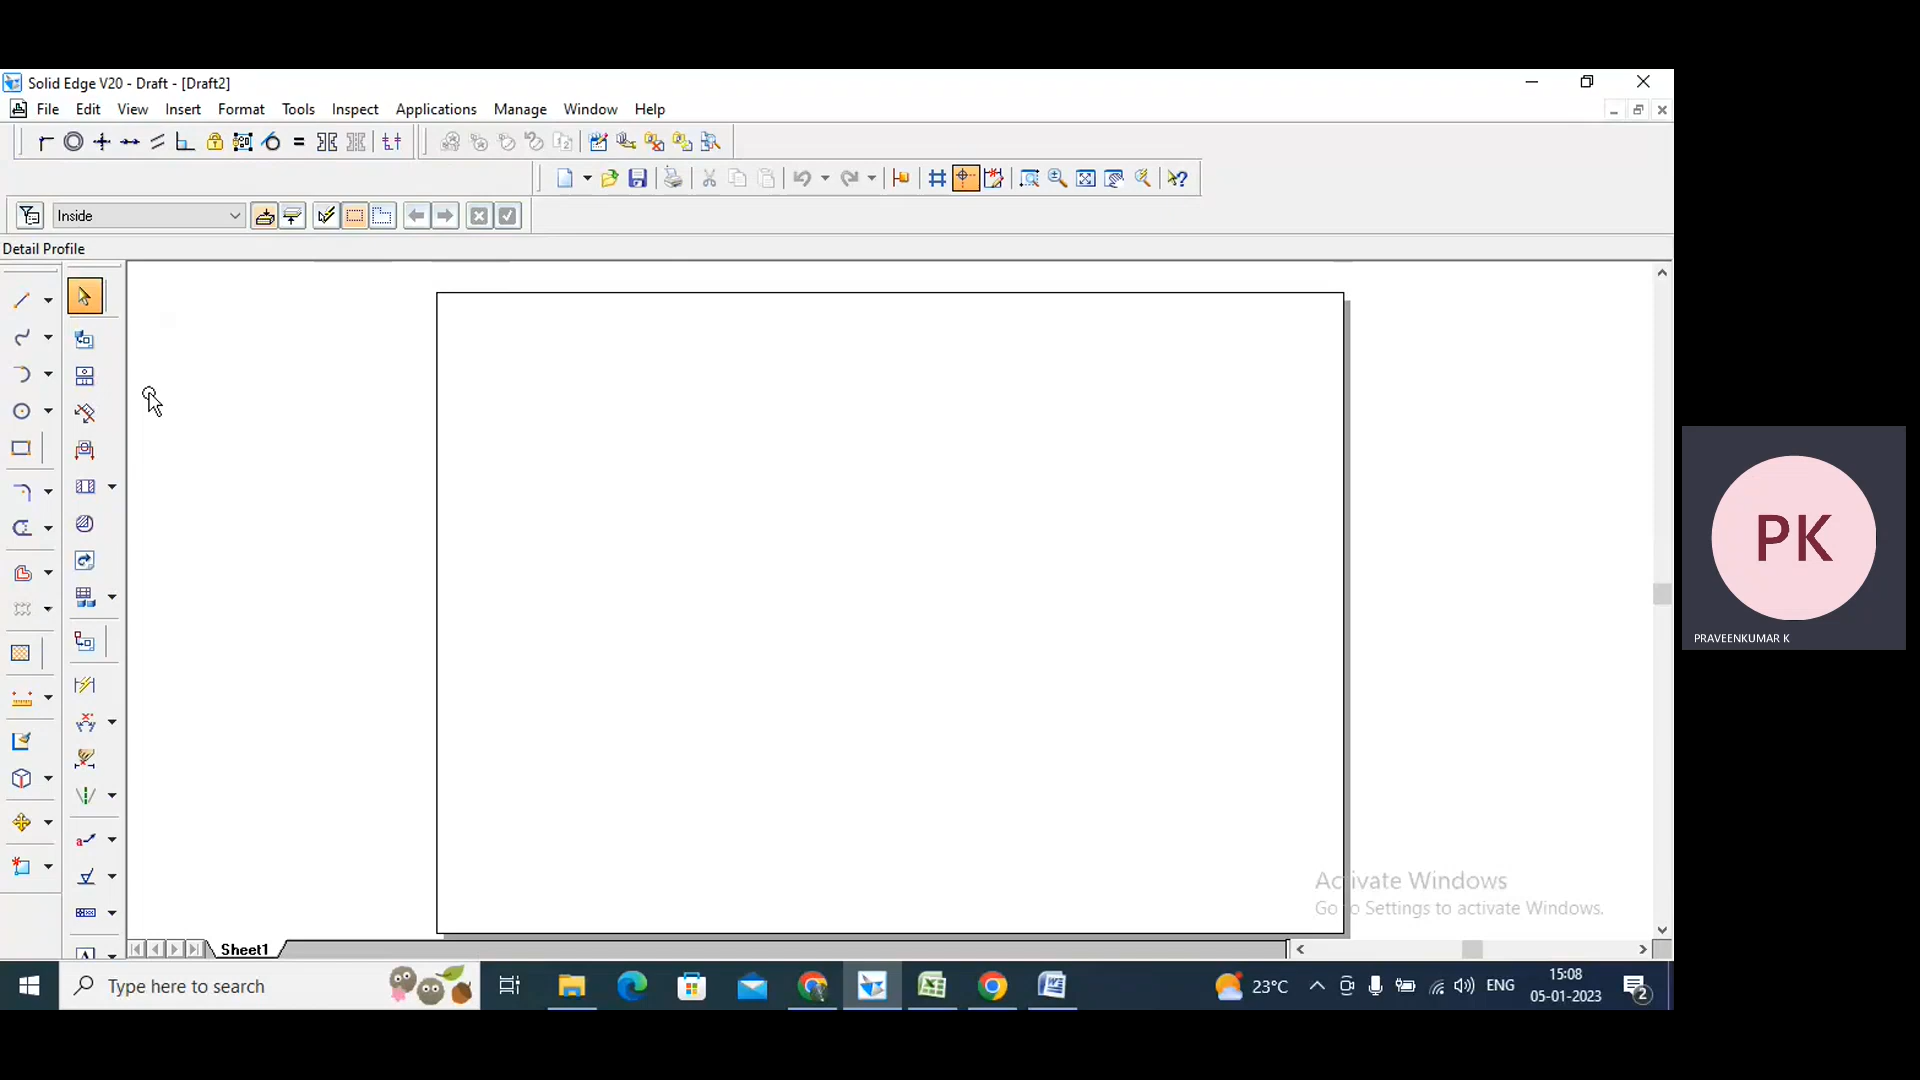 Solid Edge V20 - Draft - [Draft2]
File Edit View Insert Format Tools Inspect Applications Manage Window Help
Inside
Detail Profile
PK
PRAVEENKUMAR K
Activate Windows
Go to Settings to activate Windows.
Sheet1
Type here to search
23°C
ENG
15:08
05-01-2023
2